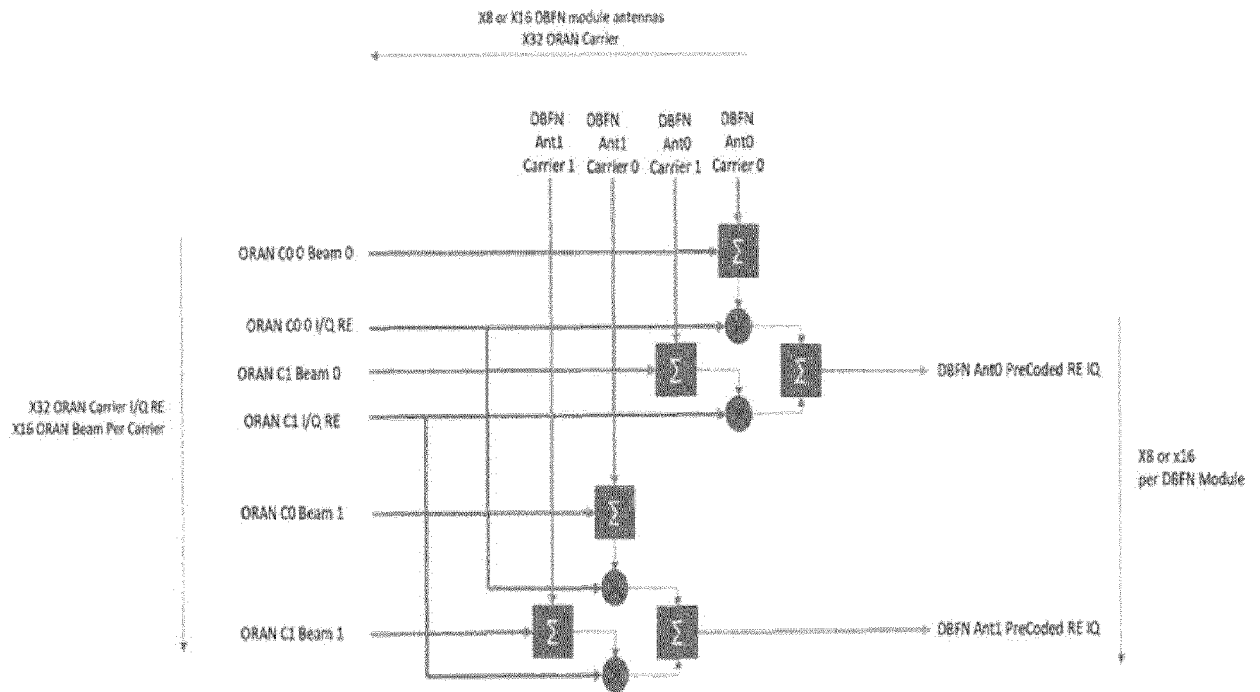 X8 or X16 DBFN module antennas
X32 ORAN Carrier
DBFN DBFN DBFN DBFN
Ant1 Ant1 Ant0 Ant0
Carrier 1 Carrier 0 Carrier 1 Carrier 0
ORAN C0 0 Beam 0
Σ
ORAN C0 0 I/Q RE
ORAN C1 Beam 0
Σ
Σ
DBFN Ant0 PreCoded RE IQ
X32 ORAN Carrier I/Q RE
X16 ORAN Beam Per Carrier
ORAN C1 I/Q RE
X8 or x16
per DBFN Module
ORAN C0 Beam 1
Σ
ORAN C1 Beam 1
Σ
Σ
DBFN Ant1 PreCoded RE IQ